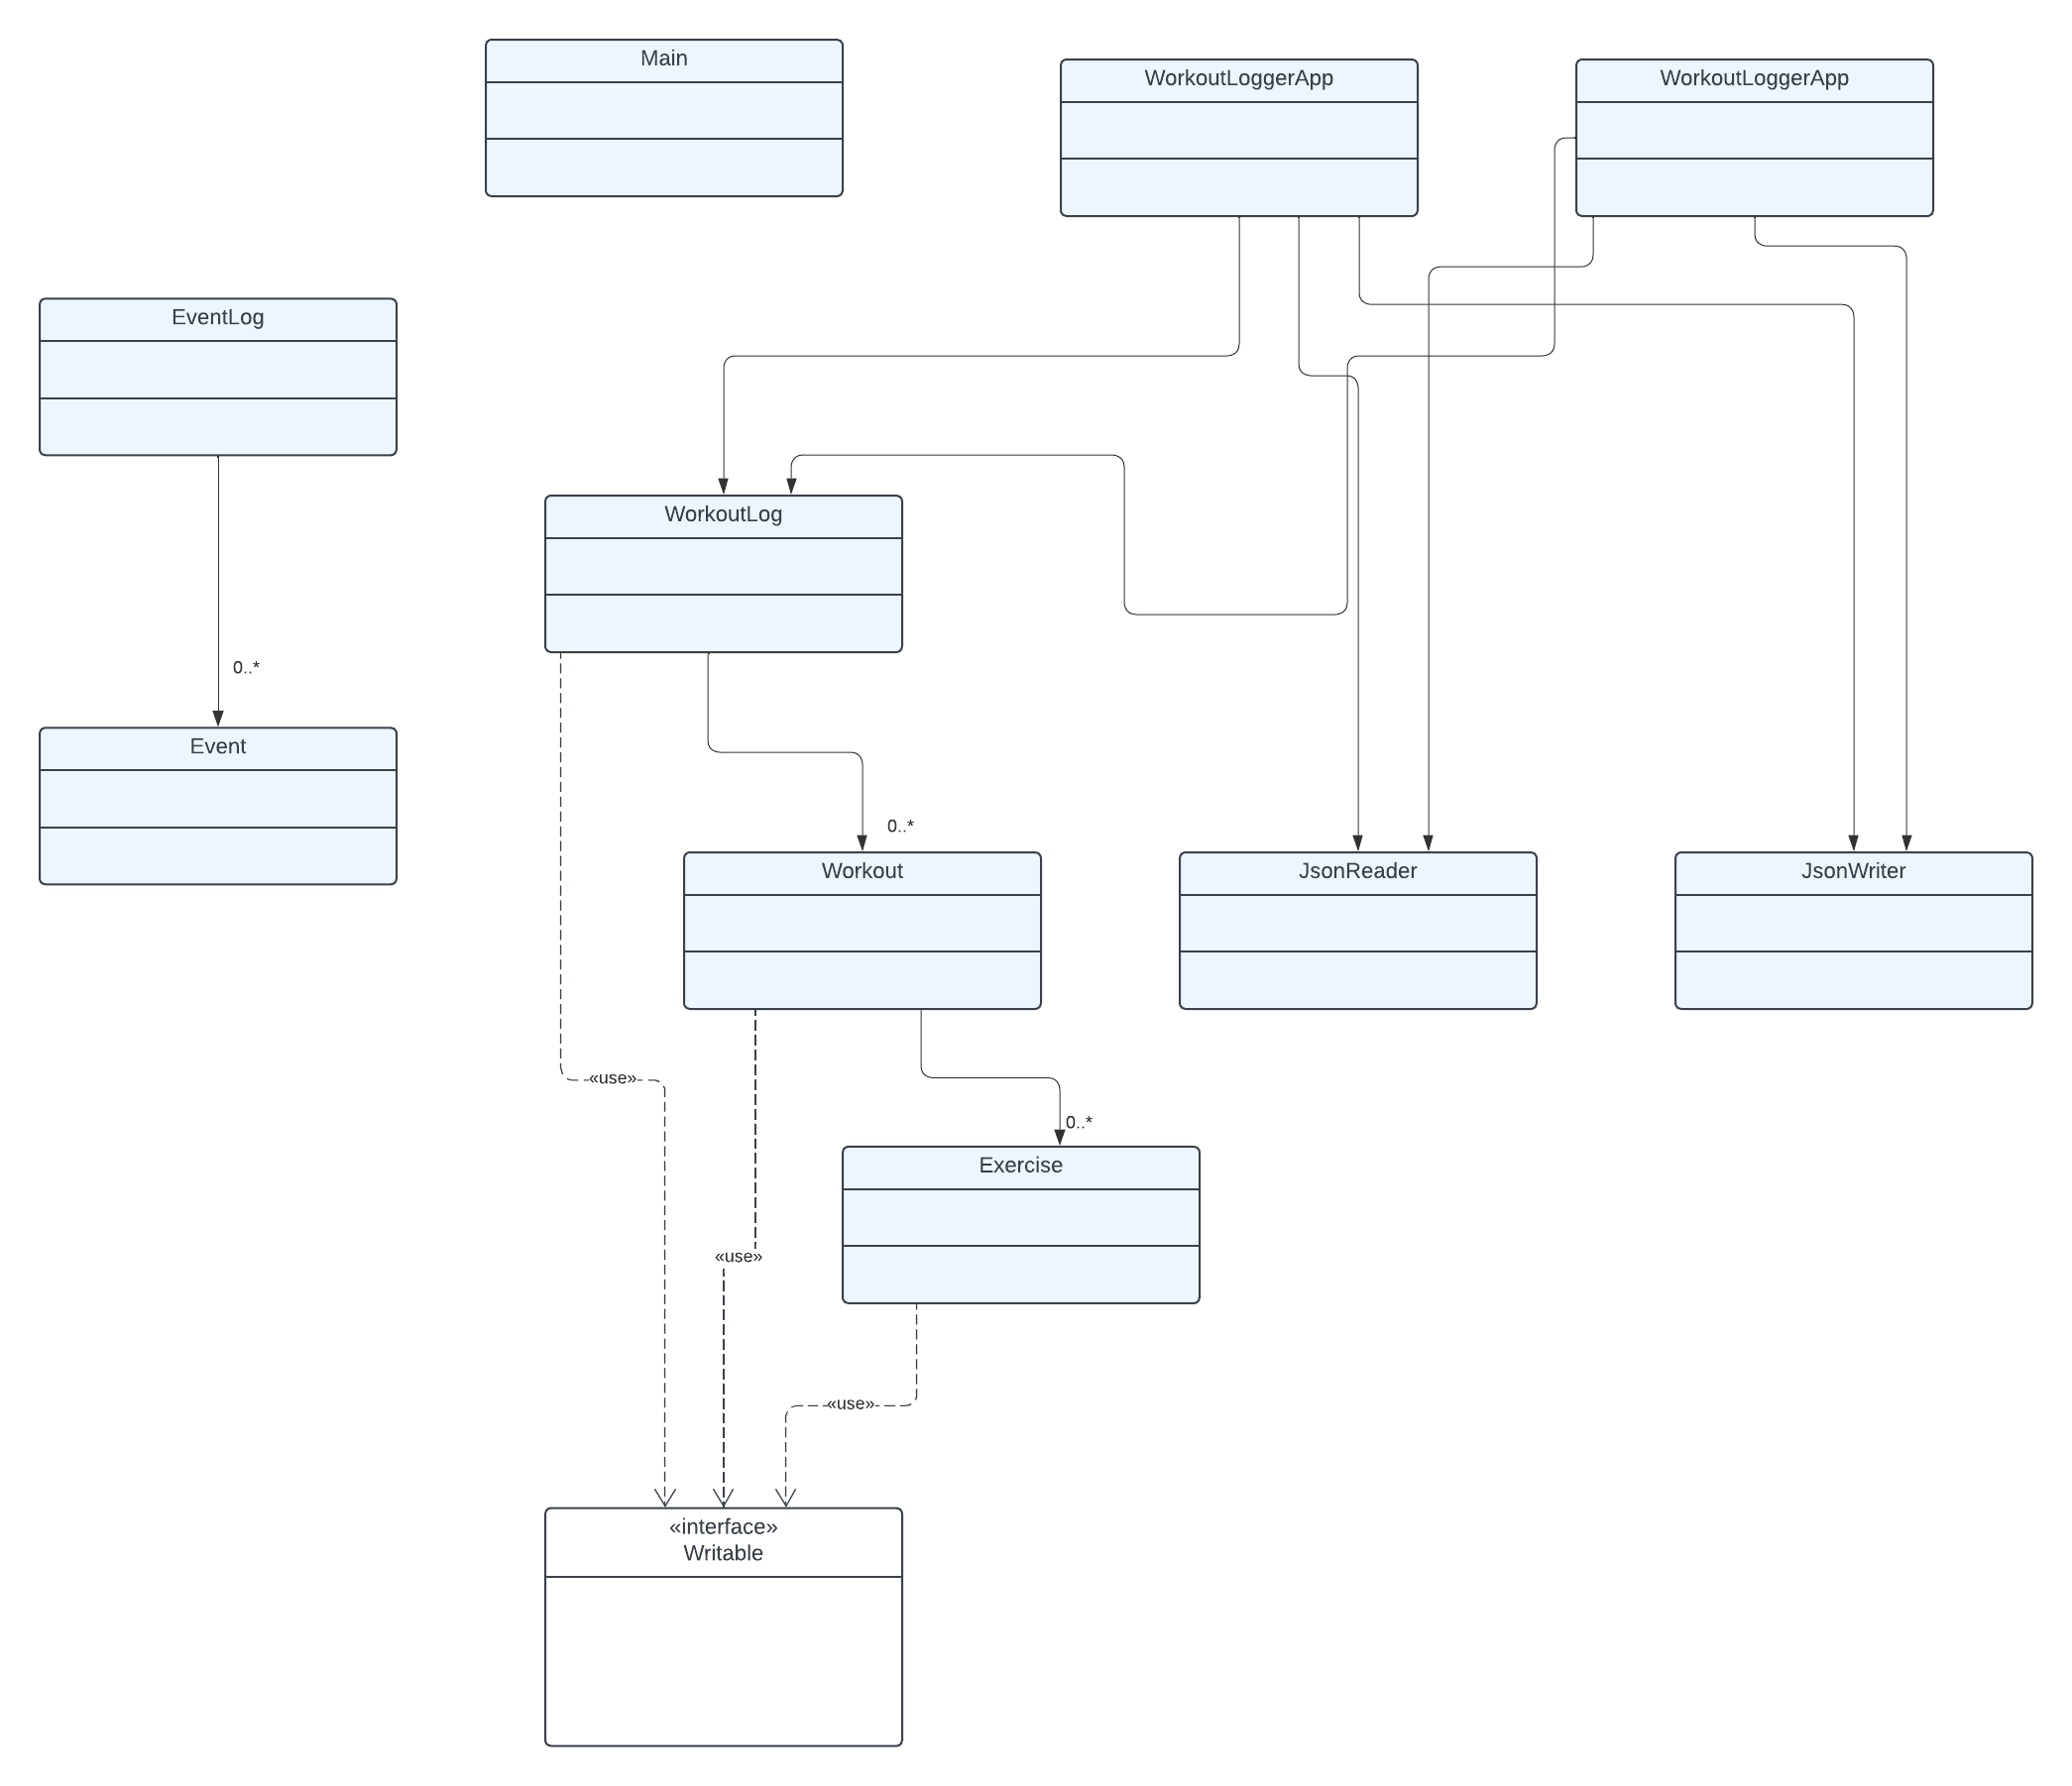 Main
WorkoutLoggerApp
WorkoutLoggerApp
EventLog
WorkoutLog
0..*
Event
0..*
Workout
JsonReader
JsonWriter
«use»
0..*
Exercise
«use»
«use»
«interface»
Writable